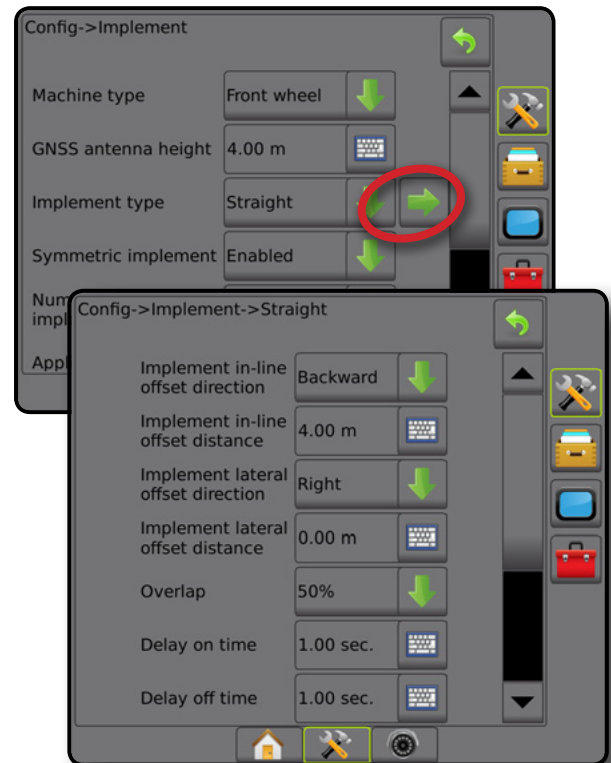 Config->Implement
Machine type Front wheel
GNSS antenna height 4.00 m
Implement type Straight
Symmetric implement Enabled
Config->Implement->Straight
Implement in-line
offset direction Backward
Implement in-line
offset distance 4.00 m
Implement lateral
offset direction Right
Implement lateral
offset distance 0.00 m
Overlap 50%
Delay on time 1.00 sec.
Delay off time 1.00 sec.